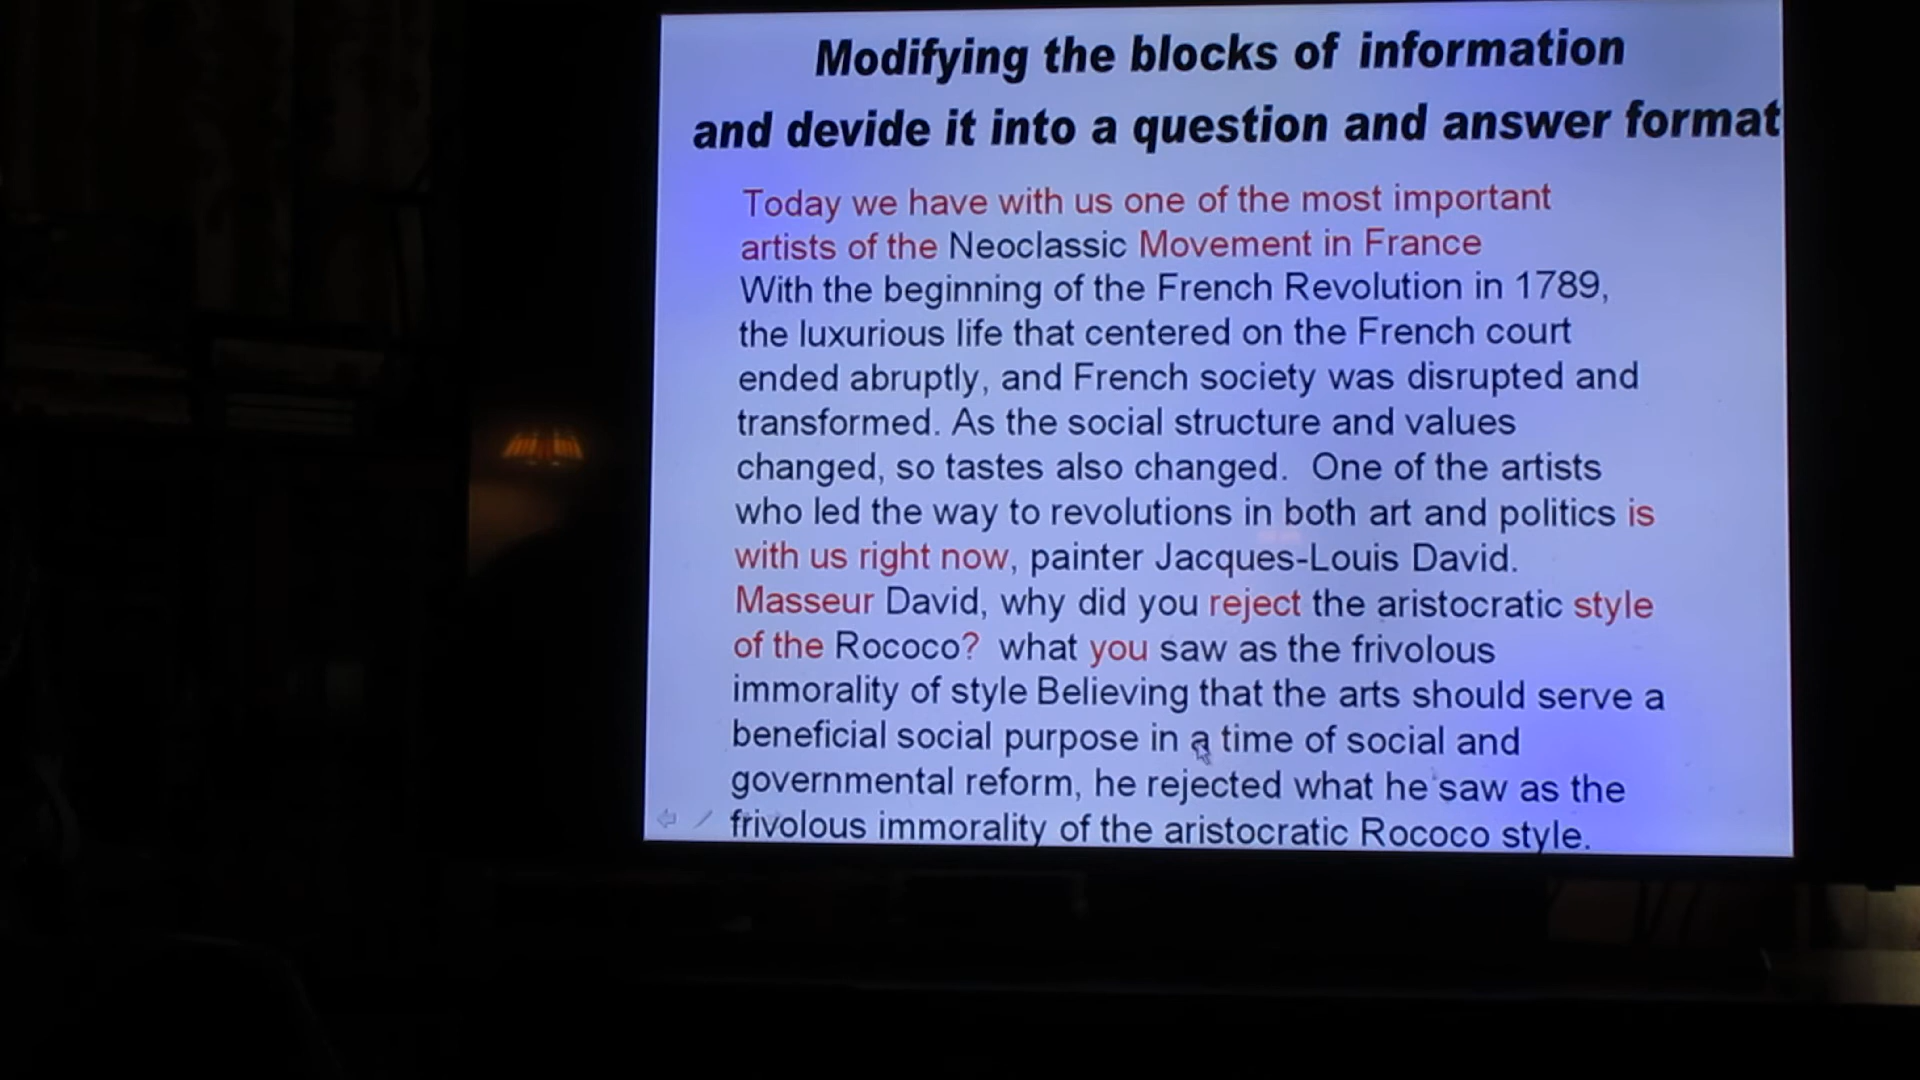 Modifying the blocks of information
and devide it into a question and answer format
Today we have with us one of the most important
artists of the Neoclassic Movement in France
With the beginning of the French Revolution in 1789,
the luxurious life that centered on the French court
ended abruptly, and French society was disrupted and
transformed. As the social structure and values
changed, so tastes also changed.  One of the artists
who led the way to revolutions in both art and politics is
with us right now, painter Jacques-Louis David.
Masseur David, why did you reject the aristocratic style
of the Rococo?  what you saw as the frivolous
immorality of style Believing that the arts should serve a
beneficial social purpose in a time of social and
governmental reform, he rejected what he saw as the
frivolous immorality of the aristocratic Rococo style.